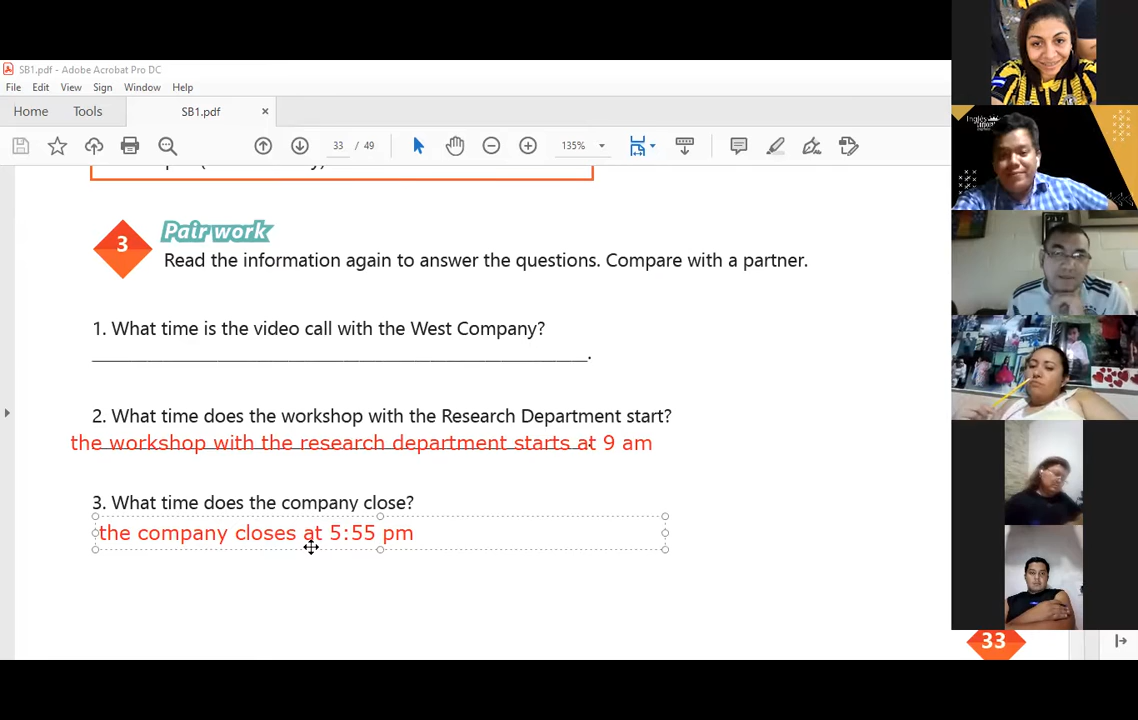 SB1.pdf - Adobe Acrobat Pro DC
File Edit View Sign Window Help
Home Tools SB1.pdf ×
33 / 49 135%
3 Pair work
Read the information again to answer the questions. Compare with a partner.
1. What time is the video call with the West Company?
2. What time does the workshop with the Research Department start?
the workshop with the research department starts at 9 am
3. What time does the company close?
the company closes at 5:55 pm
33
Inglés